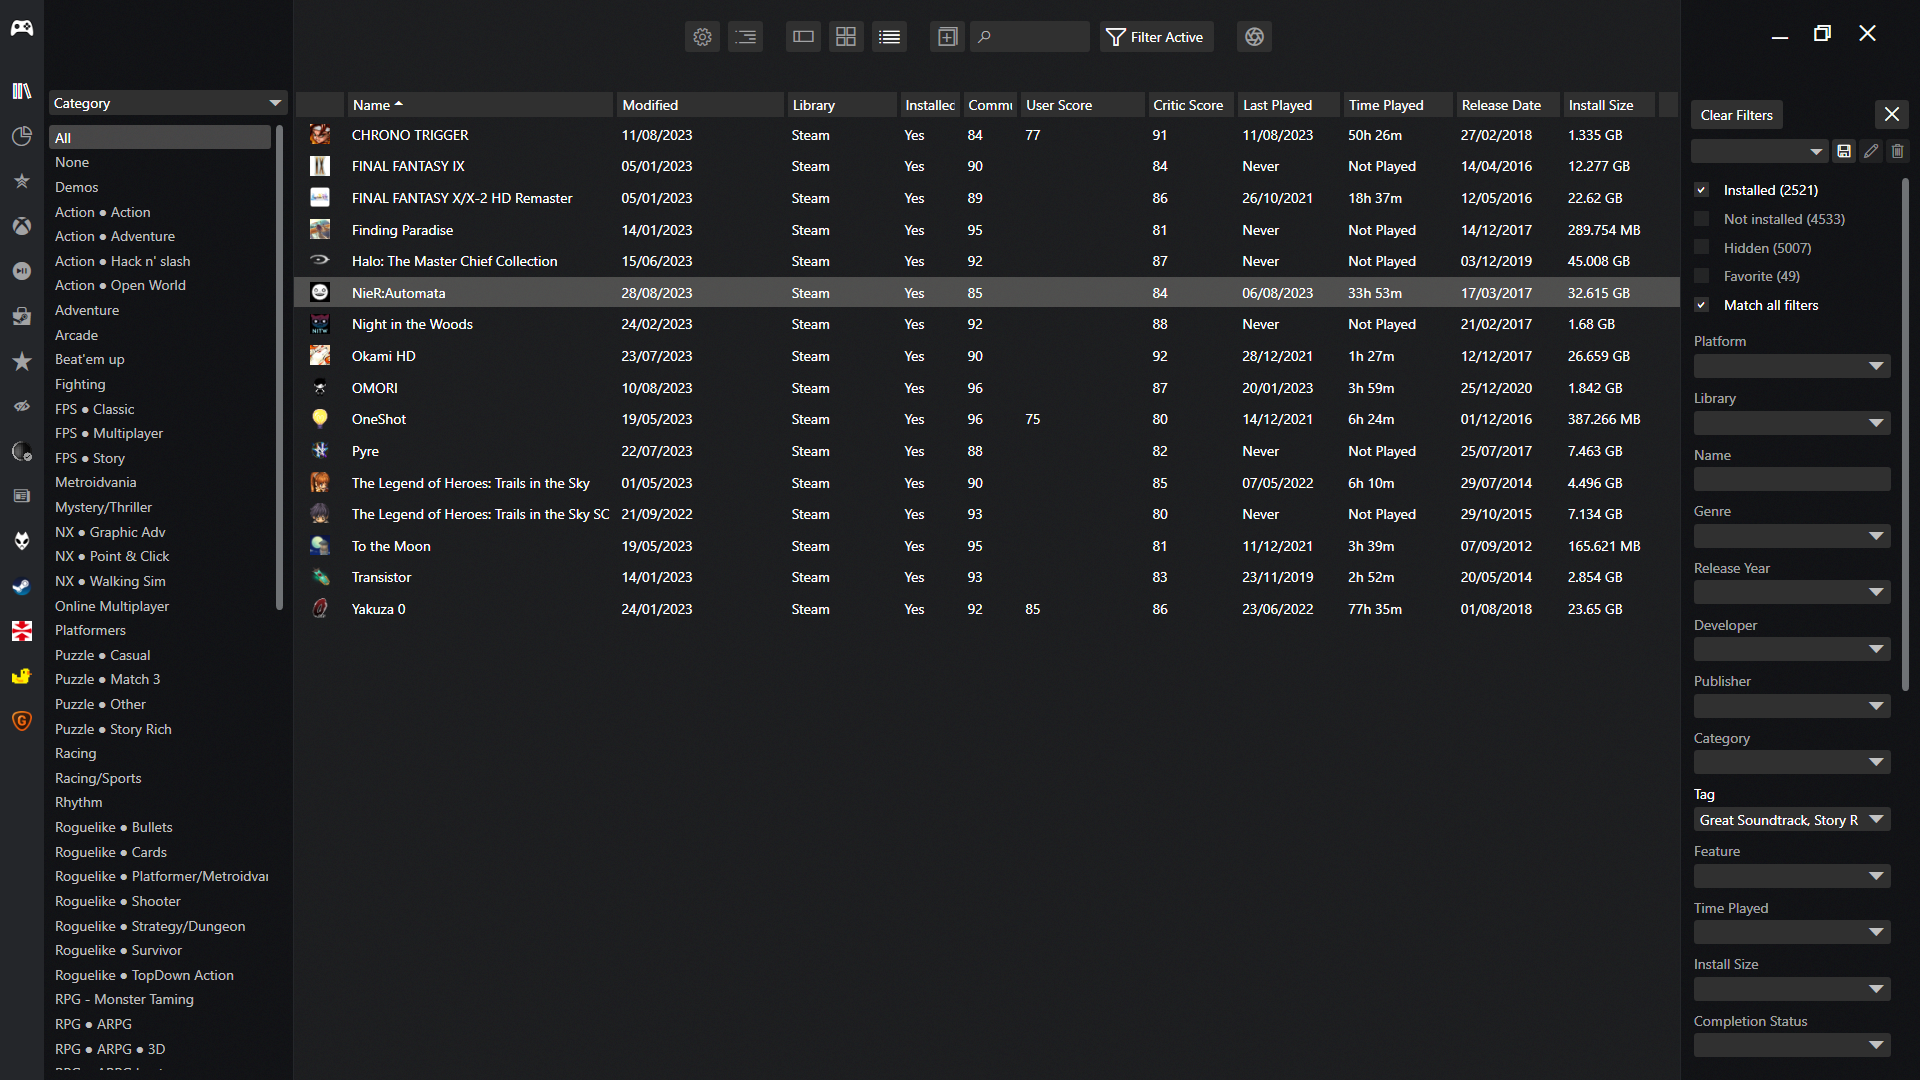 Filter Active
Category
All
None
Demos
Action ● Action
Action ● Adventure
Action ● Hack n' slash
Action ● Open World
Adventure
Arcade
Beat'em up
Fighting
FPS ● Classic
FPS ● Multiplayer
FPS ● Story
Metroidvania
Mystery/Thriller
NX ● Graphic Adv
NX ● Point & Click
NX ● Walking Sim
Online Multiplayer
Platformers
Puzzle ● Casual
Puzzle ● Match 3
Puzzle ● Other
Puzzle ● Story Rich
Racing
Racing/Sports
Rhythm
Roguelike ● Bullets
Roguelike ● Cards
Roguelike ● Platformer/Metroidvar
Roguelike ● Shooter
Roguelike ● Strategy/Dungeon
Roguelike ● Survivor
Roguelike ● TopDown Action
RPG - Monster Taming
RPG ● ARPG
RPG ● ARPG ● 3D
Name Modified Library Installec Commu User Score Critic Score Last Played Time Played Release Date Install Size
CHRONO TRIGGER 11/08/2023 Steam Yes 84 77 91 11/08/2023 50h 26m 27/02/2018 1.335 GB
FINAL FANTASY IX 05/01/2023 Steam Yes 90 84 Never Not Played 14/04/2016 12.277 GB
FINAL FANTASY X/X-2 HD Remaster 05/01/2023 Steam Yes 89 86 26/10/2021 18h 37m 12/05/2016 22.62 GB
Finding Paradise 14/01/2023 Steam Yes 95 81 Never Not Played 14/12/2017 289.754 MB
Halo: The Master Chief Collection 15/06/2023 Steam Yes 92 87 Never Not Played 03/12/2019 45.008 GB
NieR:Automata 28/08/2023 Steam Yes 85 84 06/08/2023 33h 53m 17/03/2017 32.615 GB
Night in the Woods 24/02/2023 Steam Yes 92 88 Never Not Played 21/02/2017 1.68 GB
Okami HD 23/07/2023 Steam Yes 90 92 28/12/2021 1h 27m 12/12/2017 26.659 GB
OMORI 10/08/2023 Steam Yes 96 87 20/01/2023 3h 59m 25/12/2020 1.842 GB
OneShot 19/05/2023 Steam Yes 96 75 80 14/12/2021 6h 24m 01/12/2016 387.266 MB
Pyre 22/07/2023 Steam Yes 88 82 Never Not Played 25/07/2017 7.463 GB
The Legend of Heroes: Trails in the Sky 01/05/2023 Steam Yes 90 85 07/05/2022 6h 10m 29/07/2014 4.496 GB
The Legend of Heroes: Trails in the Sky SC 21/09/2022 Steam Yes 93 80 Never Not Played 29/10/2015 7.134 GB
To the Moon 19/05/2023 Steam Yes 95 81 11/12/2021 3h 39m 07/09/2012 165.621 MB
Transistor 14/01/2023 Steam Yes 93 83 23/11/2019 2h 52m 20/05/2014 2.854 GB
Yakuza 0 24/01/2023 Steam Yes 92 85 86 23/06/2022 77h 35m 01/08/2018 23.65 GB
Clear Filters
Installed (2521)
Not installed (4533)
Hidden (5007)
Favorite (49)
Match all filters
Platform
Library
Name
Genre
Release Year
Developer
Publisher
Category
Tag
Great Soundtrack, Story R
Feature
Time Played
Install Size
Completion Status